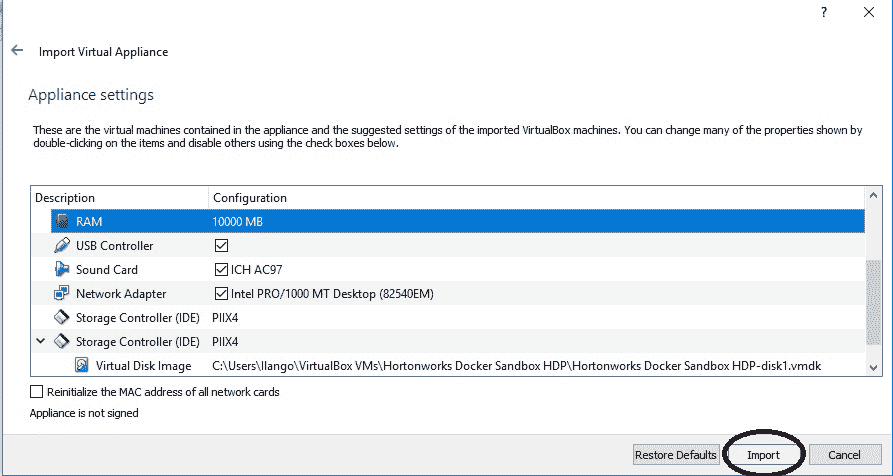 ?
Import Virtual Appliance
Appliance settings
These are the virtual machines contained in the appliance and the suggested settings of the imported VirtualBox machines. You can change many of the properties shown by
double-clicking on the items and disable others using the check boxes below.
Description Configuration
RAM 10000 MB
USB Controller
Sound Card ICH AC97
Network Adapter Intel PRO/1000 MT Desktop (82540EM)
Storage Controller (IDE) PIIX4
Storage Controller (IDE) PIIX4
Virtual Disk Image C:\Users\Ilango\VirtualBox VMs\Hortonworks Docker Sandbox HDP\Hortonworks Docker Sandbox HDP-disk1.vmdk
Reinitialize the MAC address of all network cards
Appliance is not signed
Restore Defaults Import Cancel